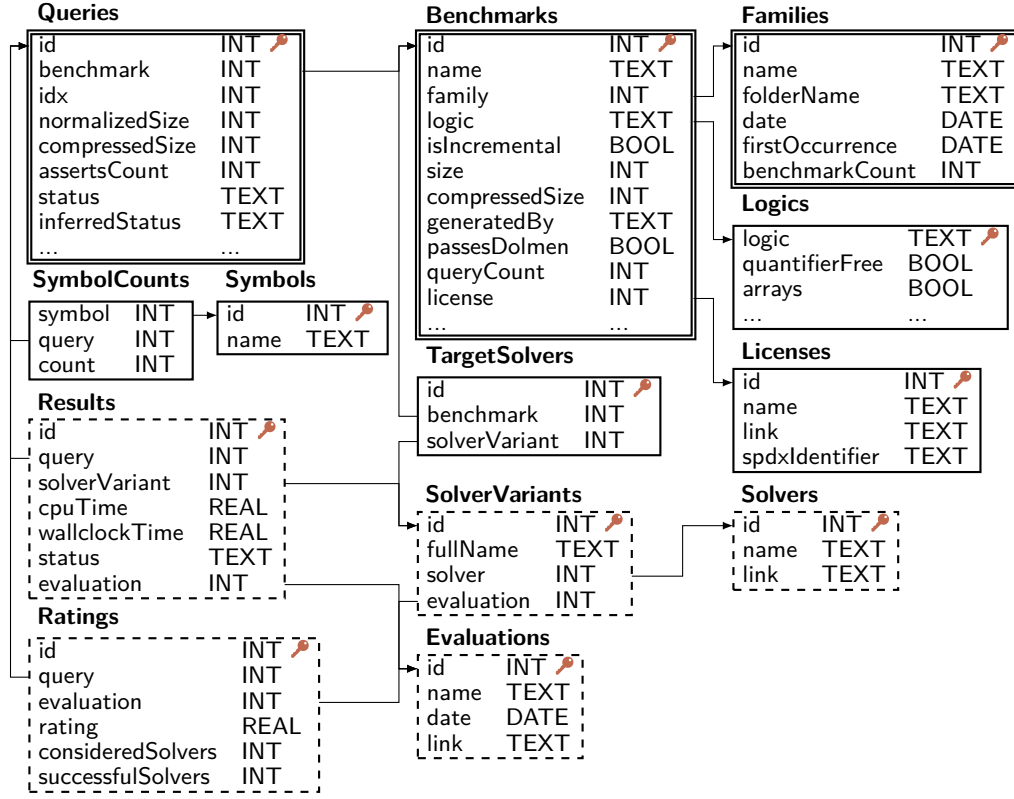 Queries
id INT
benchmark INT
idx INT
normalizedSize INT
compressedSize INT
assertsCount INT
status TEXT
inferredStatus TEXT
... ...
SymbolCounts
symbol INT
query INT
count INT
Symbols
id INT
name TEXT
Results
id INT
query INT
solverVariant INT
cpuTime REAL
wallclockTime REAL
status TEXT
evaluation INT
Ratings
id INT
query INT
evaluation INT
rating REAL
consideredSolvers INT
successfulSolvers INT
Benchmarks
id INT
name TEXT
family INT
logic TEXT
isIncremental BOOL
size INT
compressedSize INT
generatedBy TEXT
passesDolmen BOOL
queryCount INT
license INT
... ...
TargetSolvers
id INT
benchmark INT
solverVariant INT
SolverVariants
id INT
fullName TEXT
solver INT
evaluation INT
Evaluations
id INT
name TEXT
date DATE
link TEXT
Families
id INT
name TEXT
folderName TEXT
date DATE
firstOccurrence DATE
benchmarkCount INT
Logics
logic TEXT
quantifierFree BOOL
arrays BOOL
... ...
Licenses
id INT
name TEXT
link TEXT
spdxIdentifier TEXT
Solvers
id INT
name TEXT
link TEXT